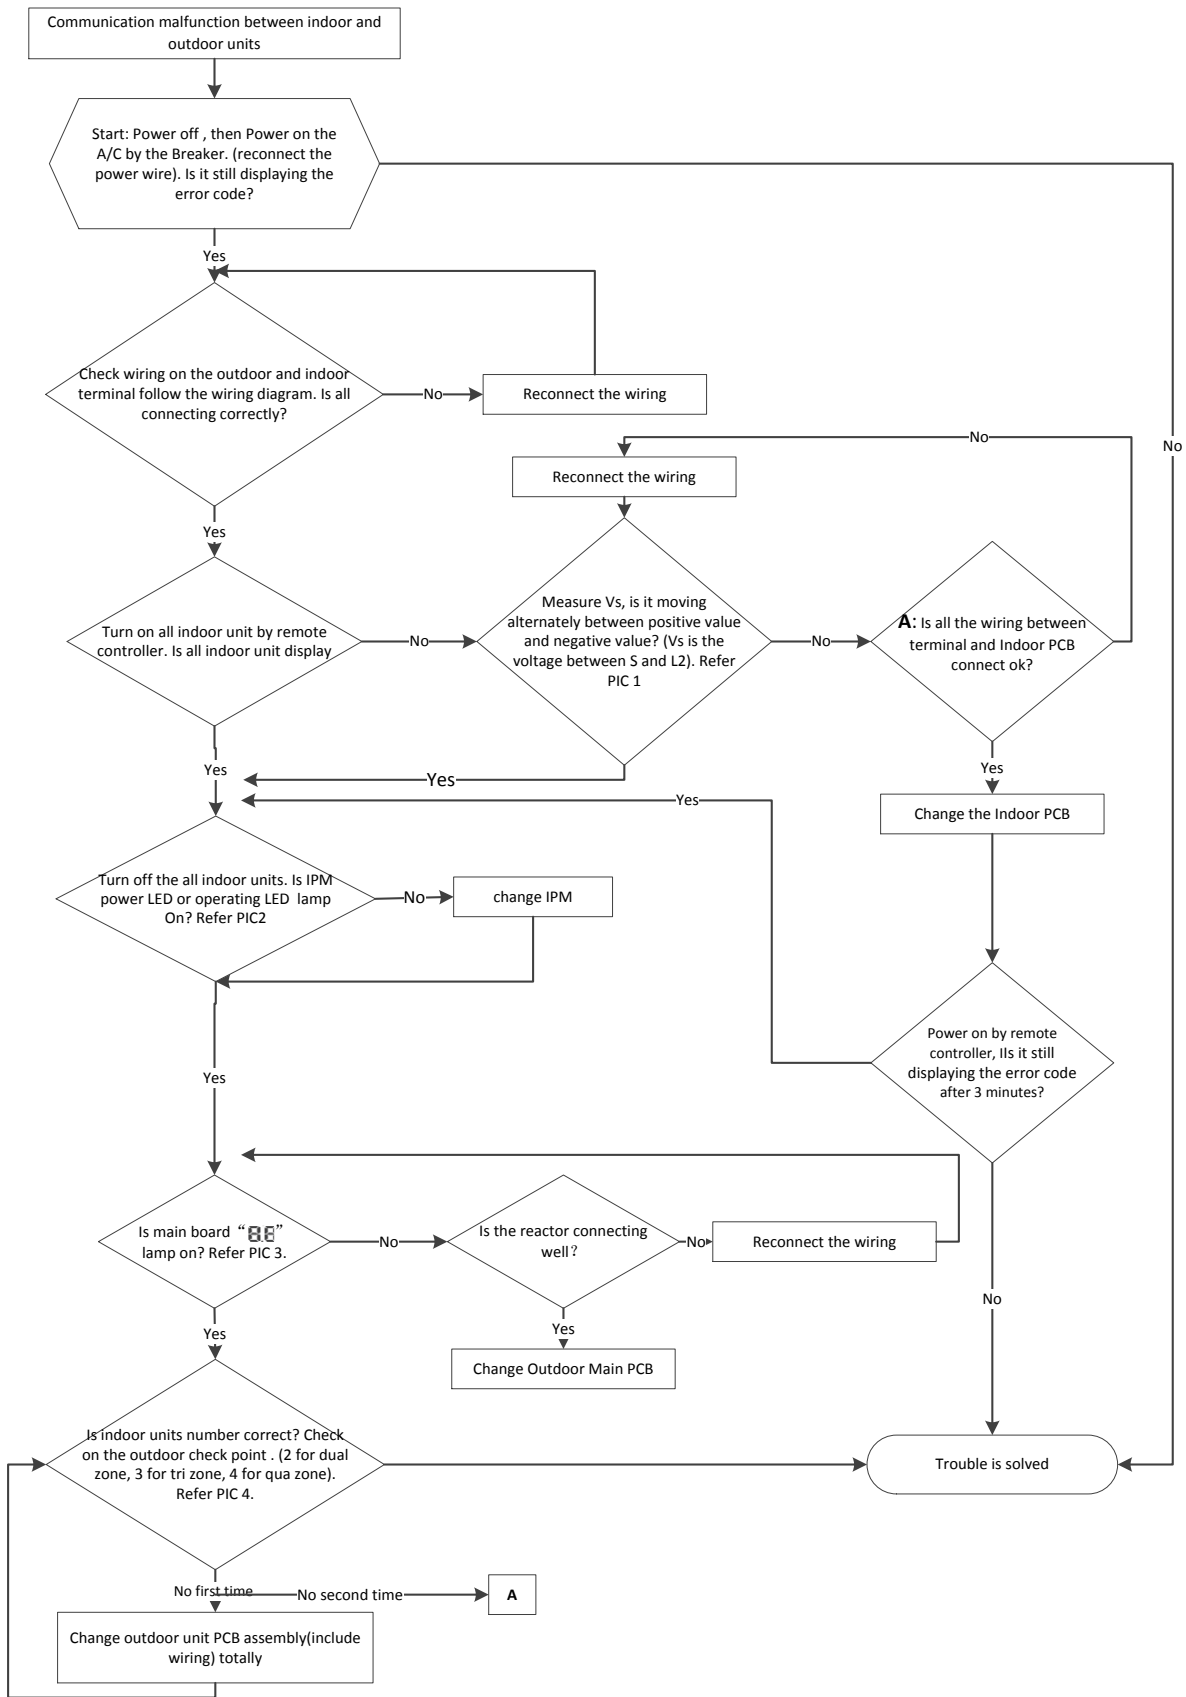 Communication malfunction between indoor and
outdoor units
Start: Power off , then Power on the
A/C by the Breaker. (reconnect the
power wire). Is it still displaying the
error code?
Yes
No
Check wiring on the outdoor and indoor
terminal follow the wiring diagram. Is all
connecting correctly?
No
Reconnect the wiring
Yes
No
Reconnect the wiring
Turn on all indoor unit by remote
controller. Is all indoor unit display
No
Measure Vs, is it moving
alternately between positive value
and negative value? (Vs is the
voltage between S and L2). Refer
PIC 1
No
A: Is all the wiring between
terminal and Indoor PCB
connect ok?
Yes
Yes
Yes
Yes
Change the Indoor PCB
Turn off the all indoor units. Is IPM
power LED or operating LED lamp
On? Refer PIC2
No
change IPM
Power on by remote
controller, IIs it still
displaying the error code
after 3 minutes?
Yes
Is main board “8.E”
lamp on? Refer PIC 3.
No
Is the reactor connecting
well？
No
Reconnect the wiring
No
Yes
Yes
Change Outdoor Main PCB
Is indoor units number correct? Check
on the outdoor check point . (2 for dual
zone, 3 for tri zone, 4 for qua zone).
Refer PIC 4.
Trouble is solved
No first time
No second time
A
Change outdoor unit PCB assembly(include
wiring) totally